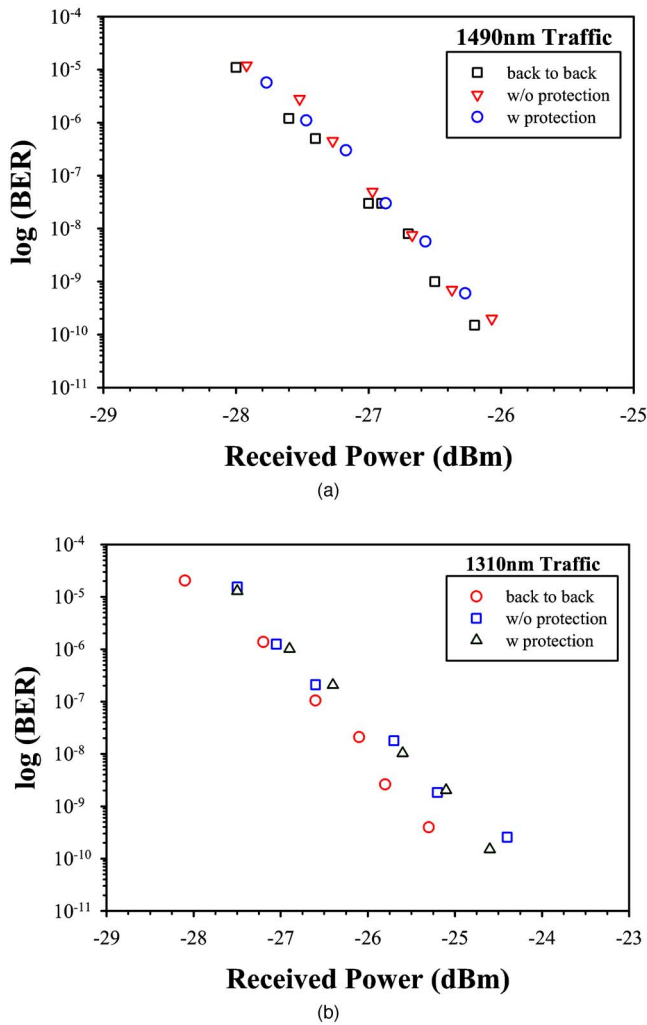 10-4
1490nm Traffic
10-5
back to back
w/o protection
10-6
w protection
10-7
log (BER)
10-8
10-9
10-10
10-11
-29
-28
-27
-26
-25
Received Power (dBm)
(a)
10-4
1310nm Traffic
10-5
back to back
w/o protection
10-6
w protection
10-7
log (BER)
10-8
10-9
10-10
10-11
-29
-28
-27
-26
-25
-24
-23
Received Power (dBm)
(b)